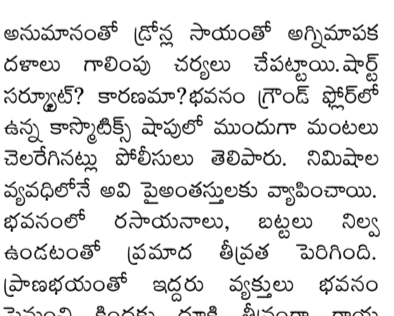 అనుమానంతో డ్రోన్ల సాయంతో అగ్నిమాపక
దళాలు గాలింపు చర్యలు చేపట్టాయి.షార్ట్
సర్క్యూట్? కారణమా?భవనం గ్రౌండ్ ఫ్లోర్‌లో
ఉన్న కాస్మొటిక్స్ షాపులో ముందుగా మంటలు
చెలరేగినట్లు పోలీసులు తెలిపారు. నిమిషాల
వ్యవధిలోనే అవి పైఅంతస్తులకు వ్యాపించాయి.
భవనంలో రసాయనాలు, బట్టలు నిల్వ
ఉండటంతో ప్రమాద తీవ్రత పెరిగింది.
ప్రాణభయంతో ఇద్దరు వ్యక్తులు భవనం
పైనుంచి కిందకు దూకి తీవ్రంగా గాయ